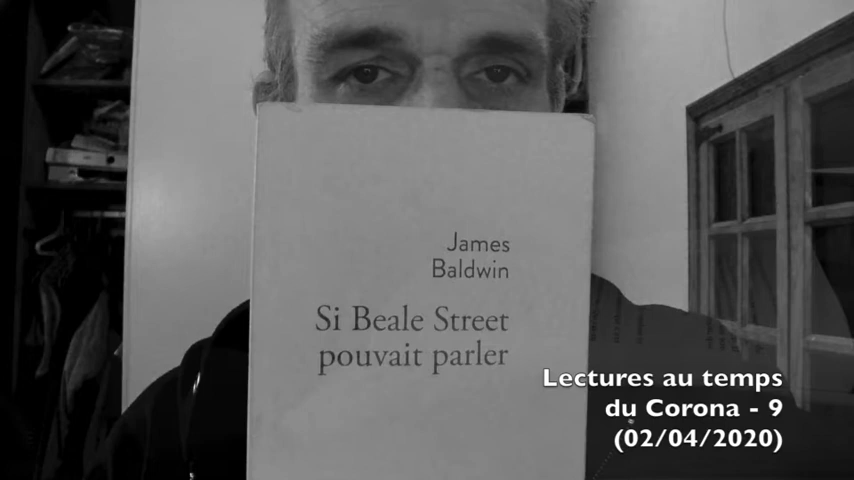 James
Baldwin
Si Beale Street
pouvait parler
Lectures au temps
du Corona - 9
(02/04/2020)